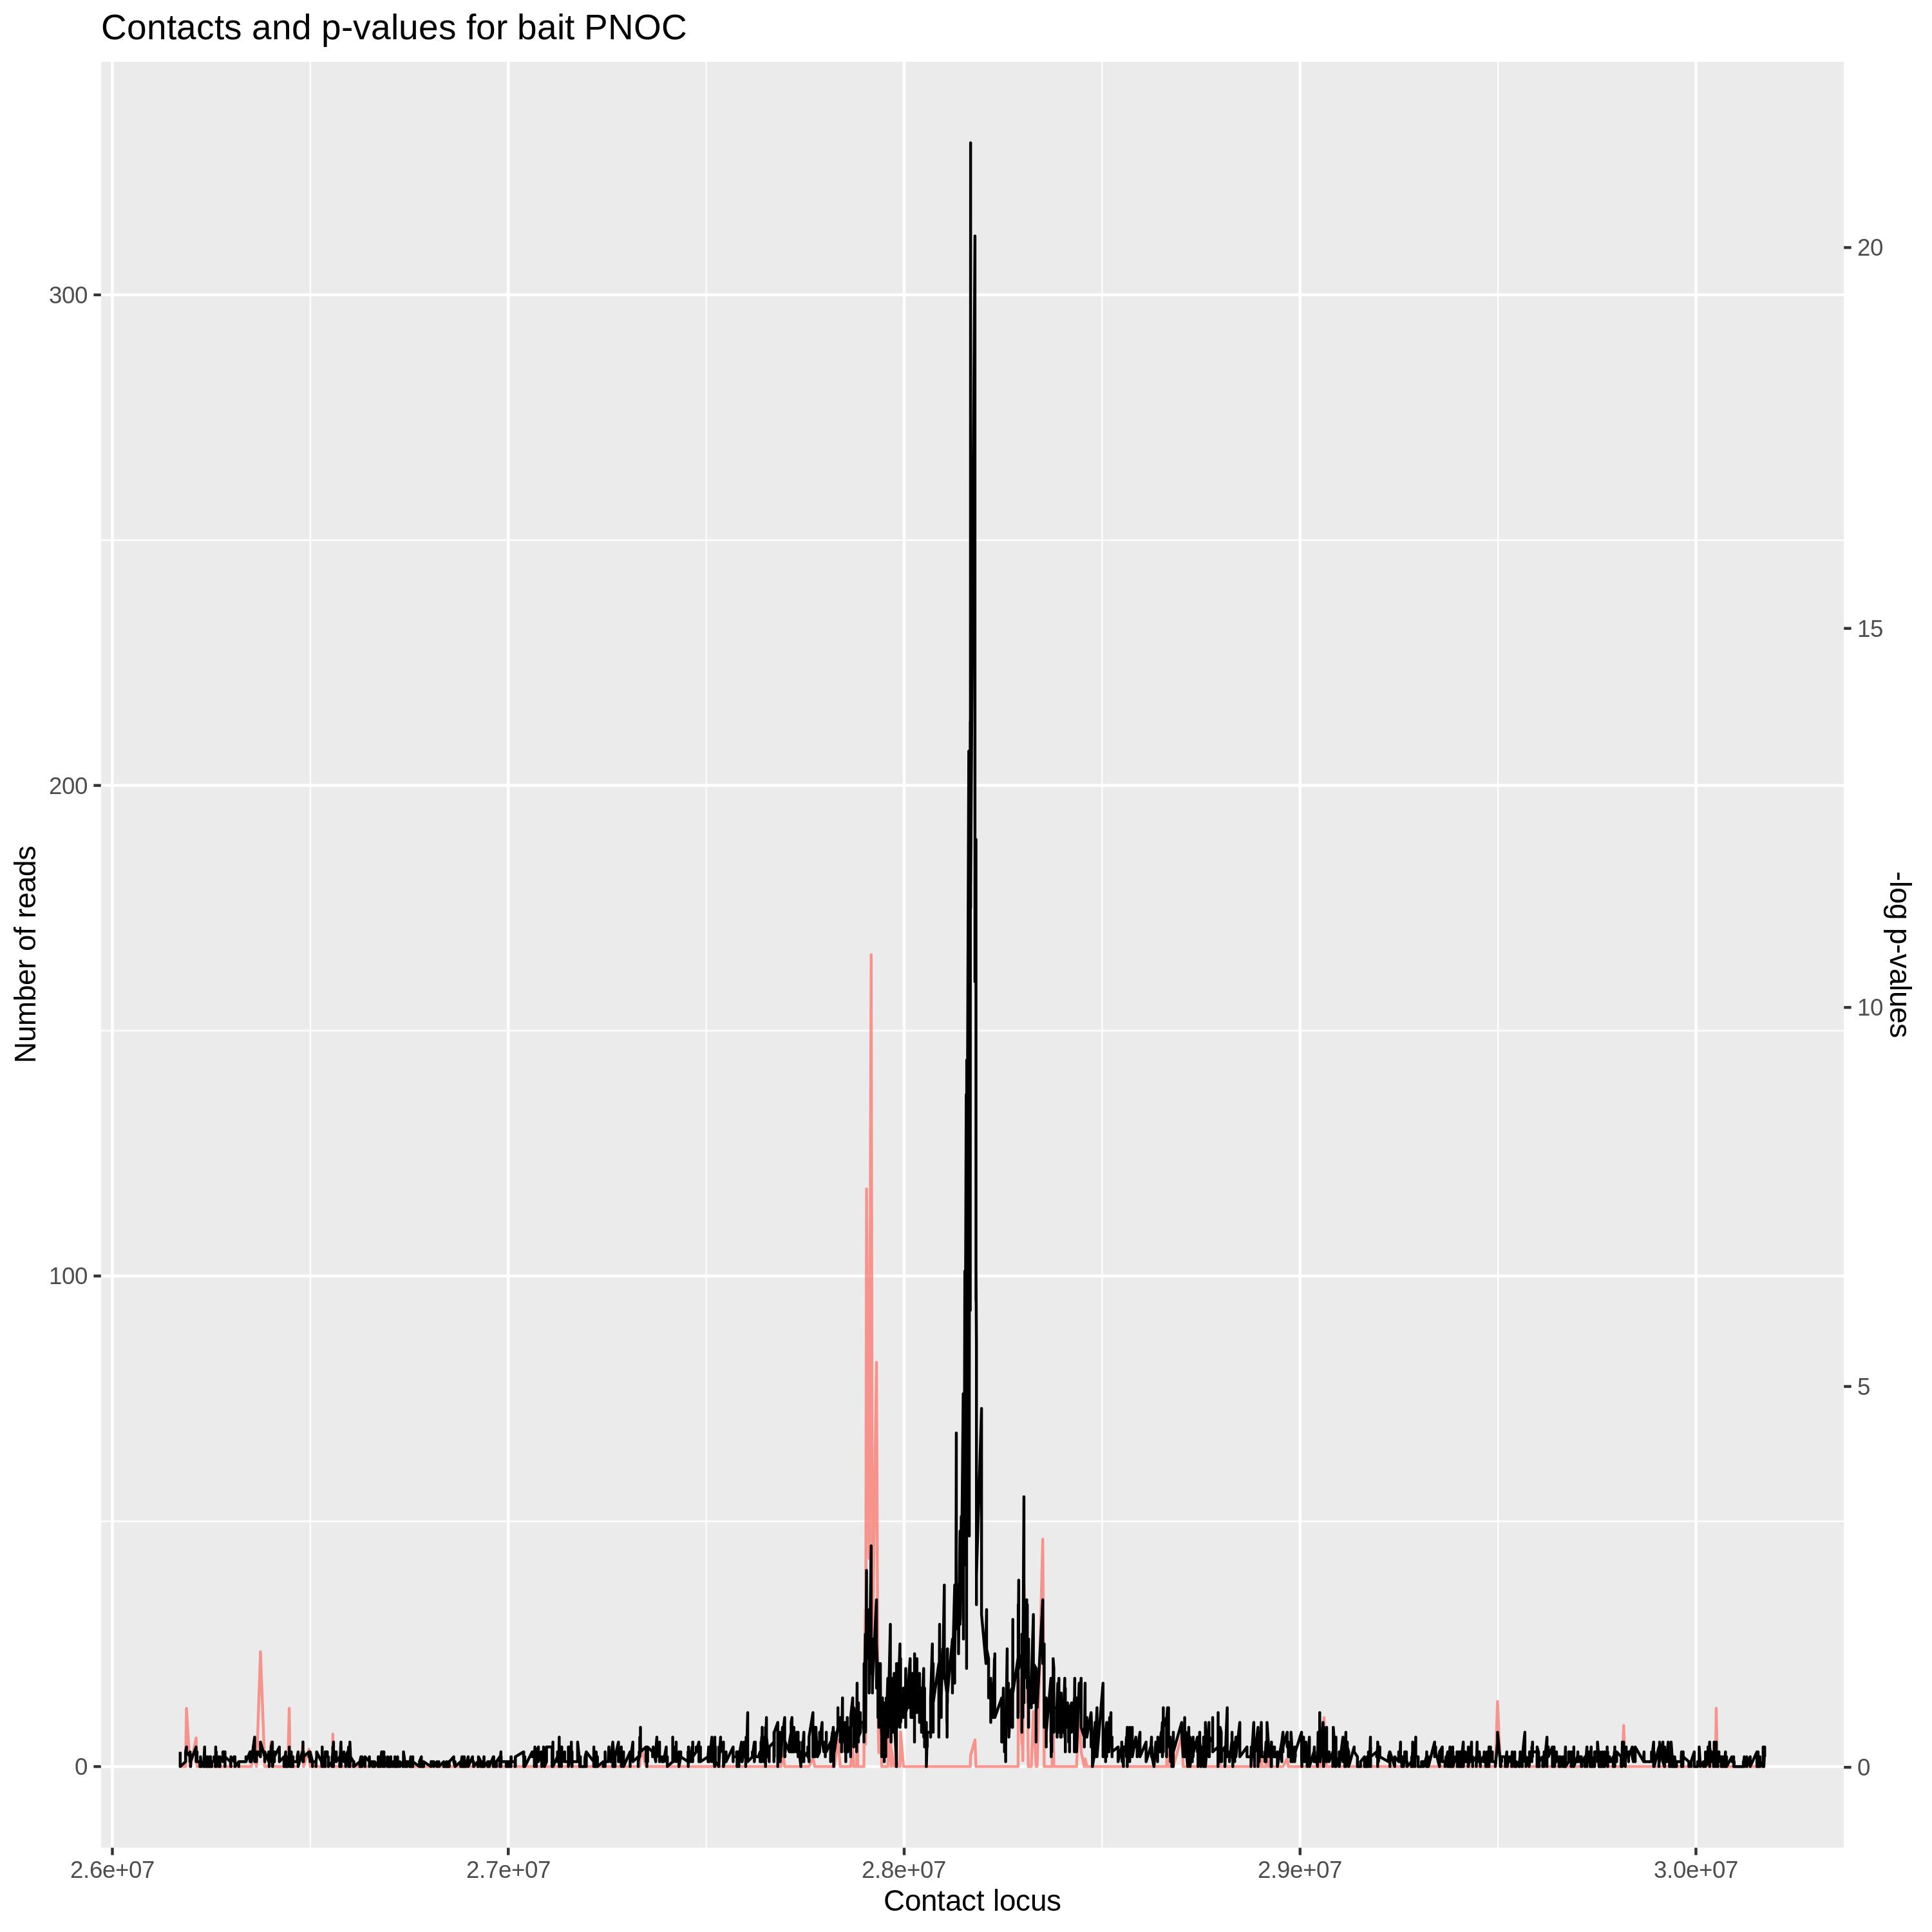 Contacts and p-values for bait PNOC
Number of reads
300
200
100
0
20
15
10
5
0
-log p-values
2.6e+07 2.7e+07 2.8e+07 2.9e+07 3.0e+07
Contact locus